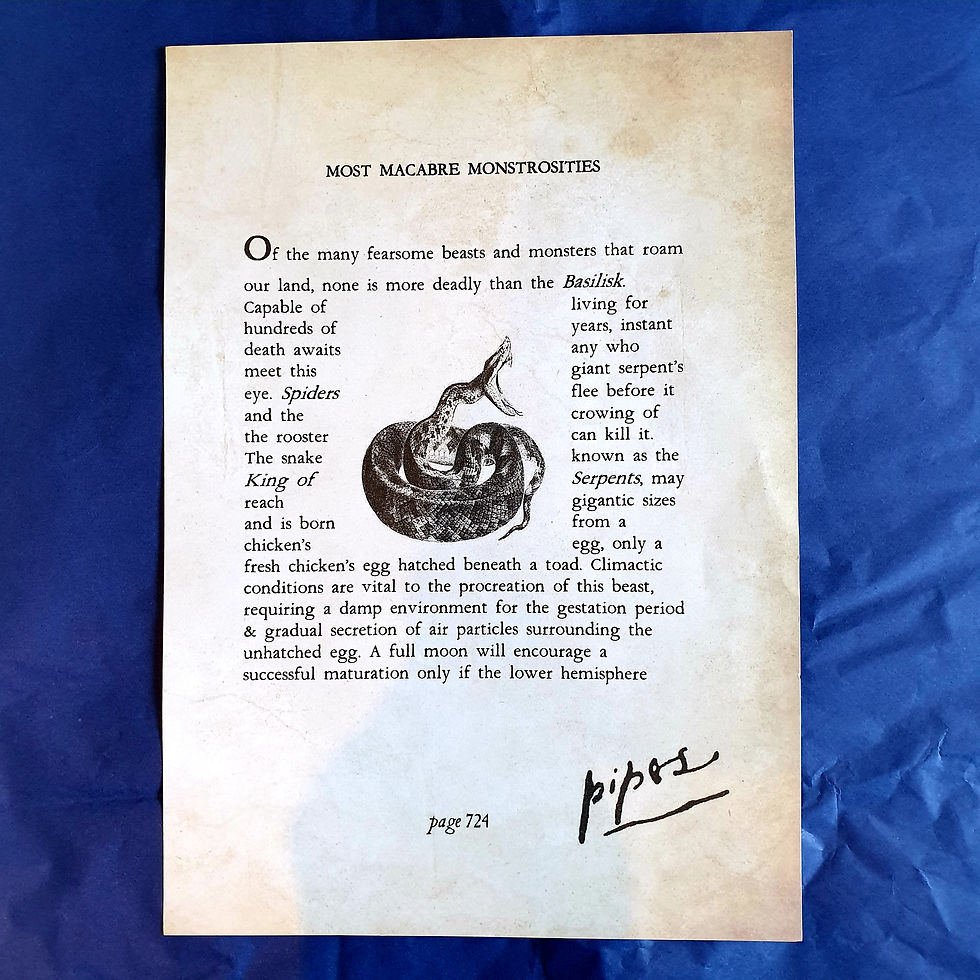 MOST MACABRE MONSTROSITIES
Of the many fearsome beasts and monsters that roam
our land, none is more deadly than the Basilisk.
Capable of living for
hundreds of years, instant
death awaits any who
meet this giant serpent's
eye. Spiders flee before it
and the crowing of
the rooster can kill it.
The snake known as the
King of Serpents, may
reach gigantic sizes
and is born from a
chicken's egg, only a
fresh chicken's egg hatched beneath a toad. Climactic
conditions are vital to the procreation of this beast,
requiring a damp environment for the gestation period
& gradual secretion of air particles surrounding the
unhatched egg. A full moon will encourage a
successful maturation only if the lower hemisphere
pipes
page 724